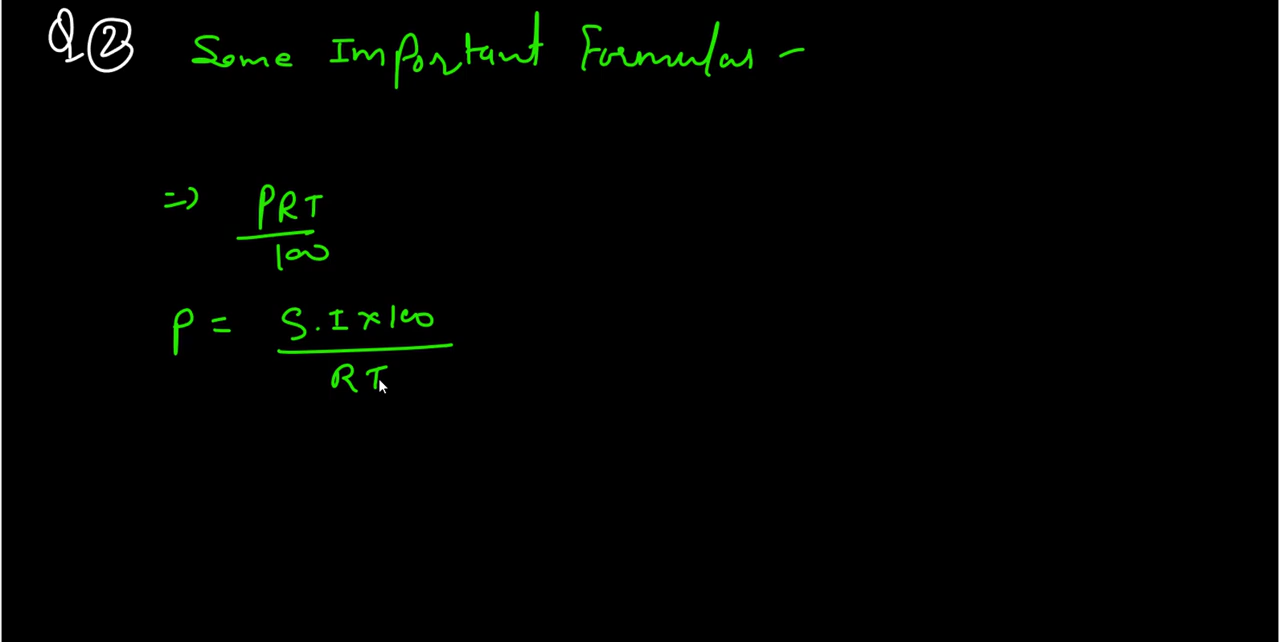 Q② Some Important Formulas -
=> PRT
100
P = S.I × 100
RT